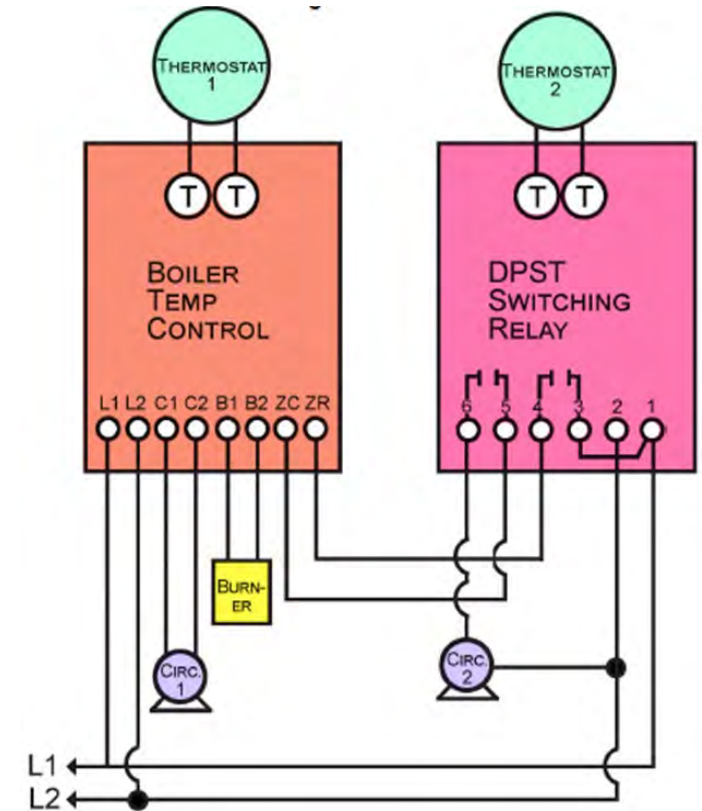 THERMOSTAT
1
THERMOSTAT
2
T T
T T
BOILER
TEMP
CONTROL
DPST
SWITCHING
RELAY
L1 L2 C1 C2 B1 B2 ZC ZR
6 5 4 3 2 1
BURN-
ER
CIRC.
1
CIRC.
2
L1
L2